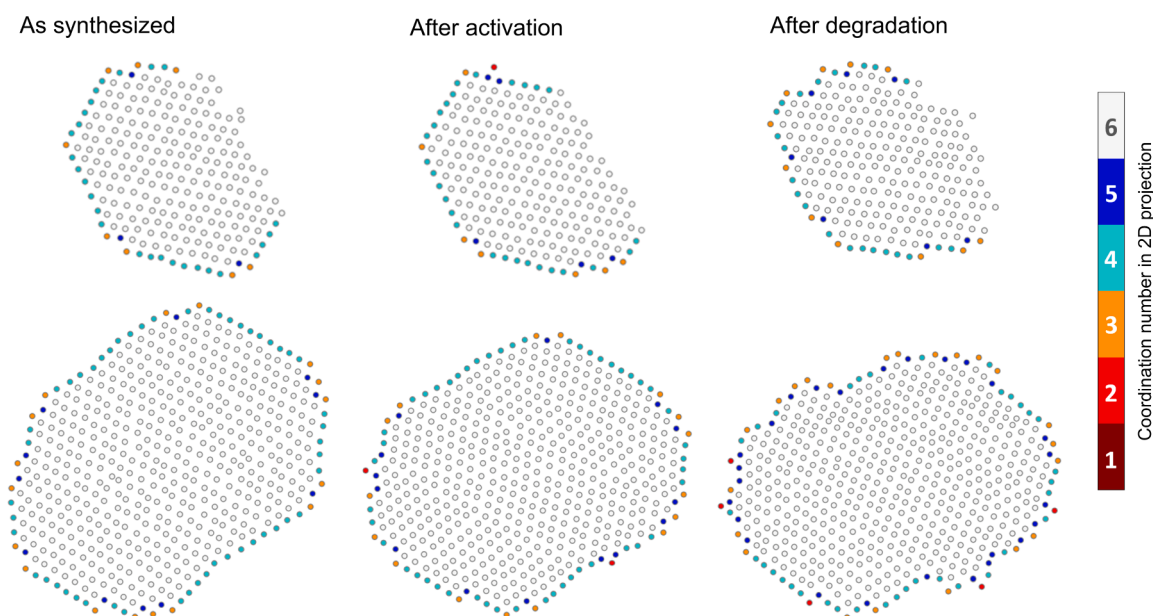 As synthesized
After activation
After degradation
6
5
4
3
2
1
Coordination number in 2D projection